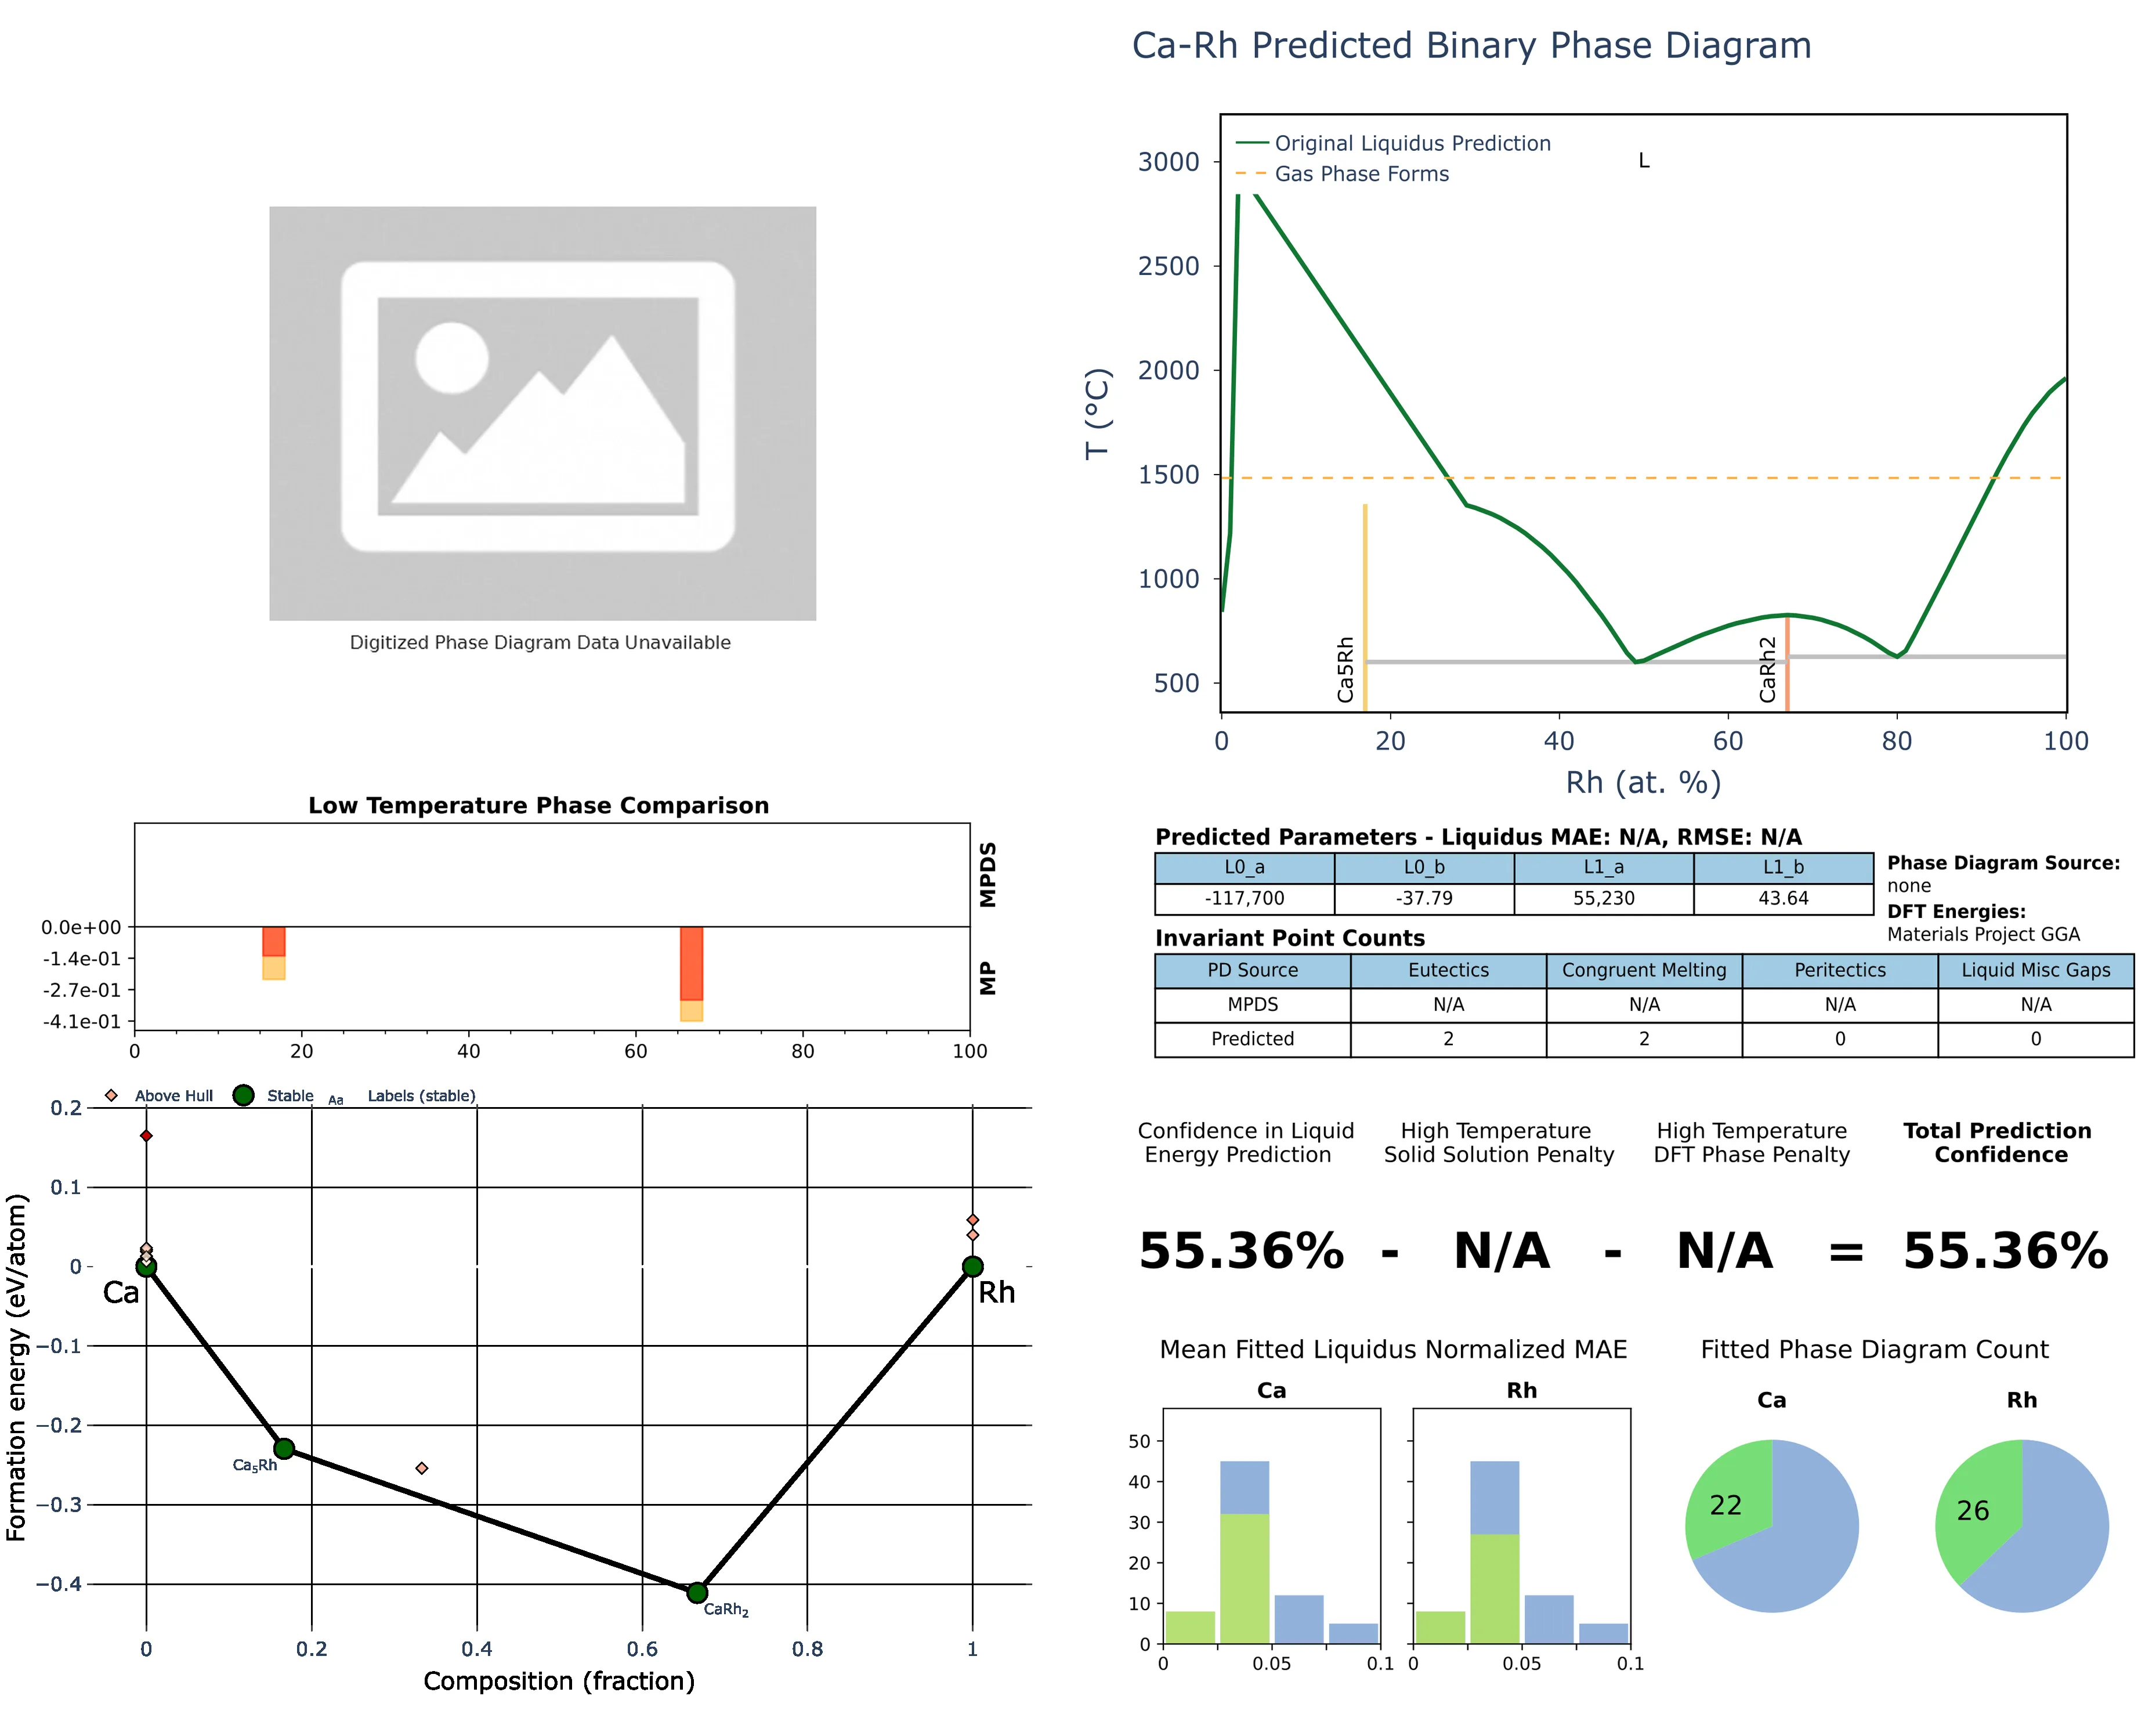 Ca-Rh Predicted Binary Phase Diagram
Digitized Phase Diagram Data Unavailable
Original Liquidus Prediction
Gas Phase Forms
L
3000
2500
2000
1500
1000
500
T (°C)
Ca5Rh
CaRh2
0 20 40 60 80 100
Rh (at. %)
Low Temperature Phase Comparison
MPDS
MP
0.0e+00
-1.4e-01
-2.7e-01
-4.1e-01
0 20 40 60 80 100
Predicted Parameters - Liquidus MAE: N/A, RMSE: N/A
L0_a L0_b L1_a L1_b
-117,700 -37.79 55,230 43.64
Phase Diagram Source:
none
DFT Energies:
Materials Project GGA
Invariant Point Counts
PD Source Eutectics Congruent Melting Peritectics Liquid Misc Gaps
MPDS N/A N/A N/A N/A
Predicted 2 2 0 0
Above Hull Stable Aa Labels (stable)
0.2
0.1
0
−0.1
−0.2
−0.3
−0.4
Formation energy (eV/atom)
Ca
Rh
Ca₅Rh
CaRh₂
0 0.2 0.4 0.6 0.8 1
Composition (fraction)
Confidence in Liquid
Energy Prediction
High Temperature
Solid Solution Penalty
High Temperature
DFT Phase Penalty
Total Prediction
Confidence
55.36% - N/A - N/A = 55.36%
Mean Fitted Liquidus Normalized MAE
Ca
Rh
50
40
30
20
10
0
0 0.05 0.1
0 0.05 0.1
Fitted Phase Diagram Count
Ca
Rh
22
26